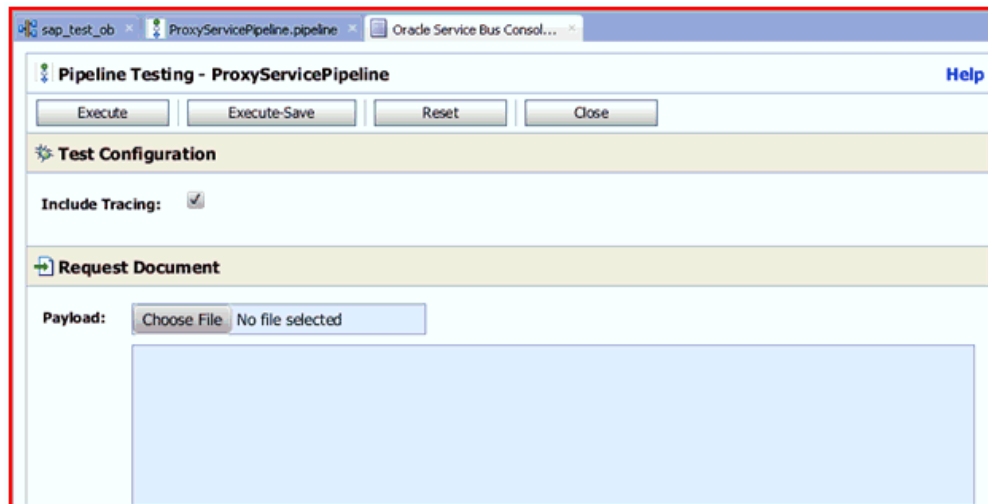 sap_test_ob ProxyServicePipeline.pipeline Oracle Service Bus Consol...
Pipeline Testing - ProxyServicePipeline Help
Execute Execute-Save Reset Close
Test Configuration
Include Tracing:
Request Document
Payload: Choose File No file selected